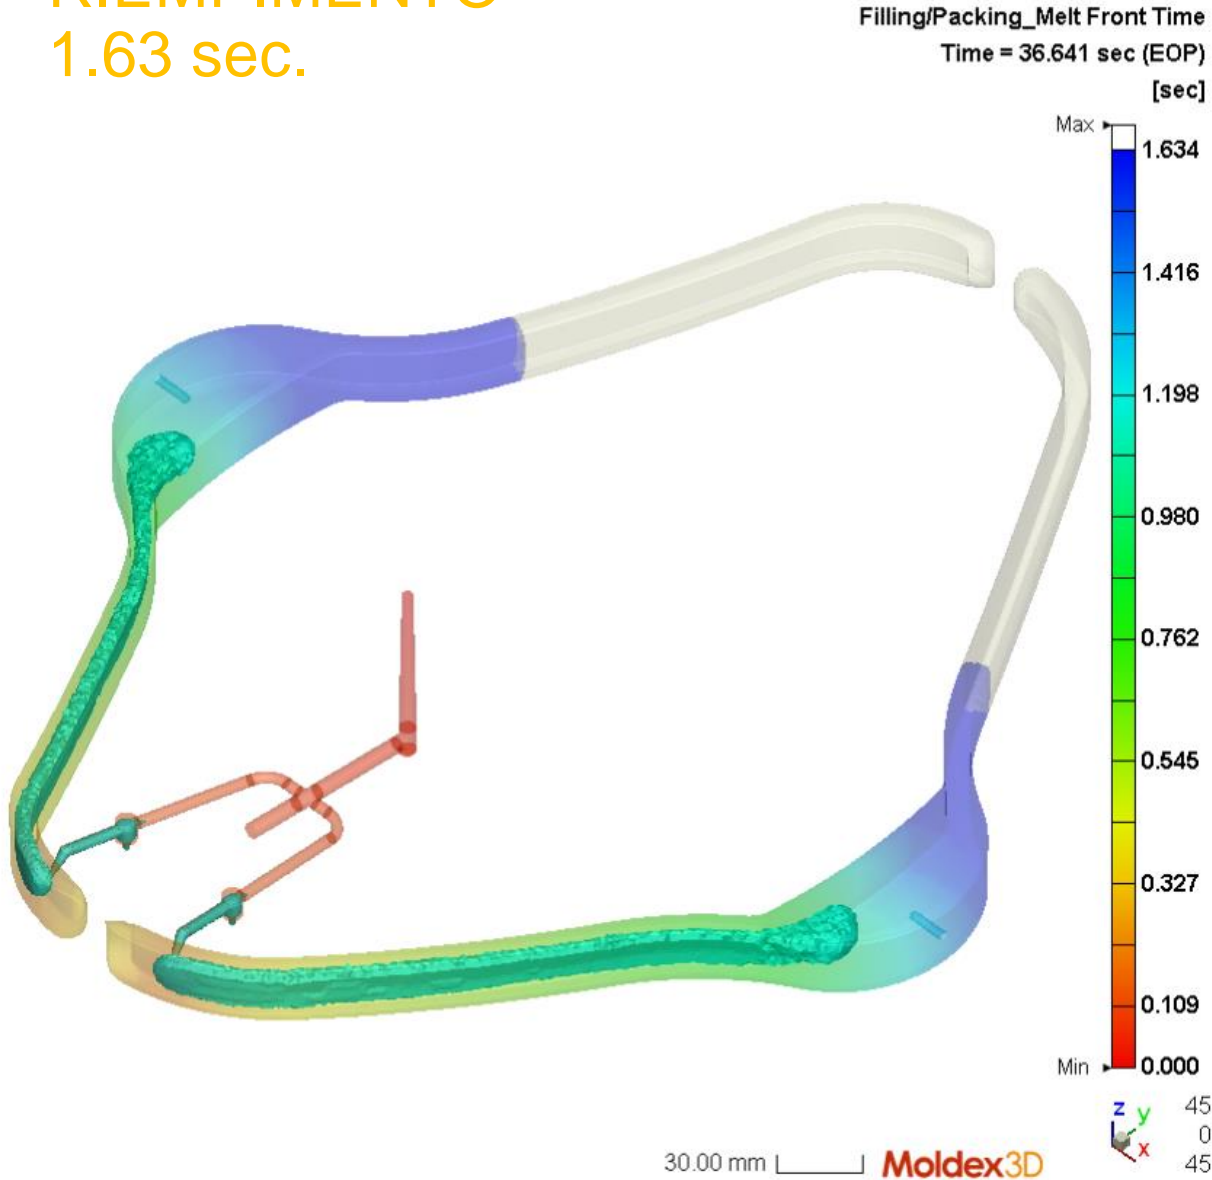 RIEMPIMENTO
1.63 sec.
Filling/Packing_Melt Front Time
Time = 36.641 sec (EOP)
[sec]
Max
1.634
1.416
1.198
0.980
0.762
0.545
0.327
0.109
Min
0.000
z y x
45
0
45
30.00 mm
Moldex3D